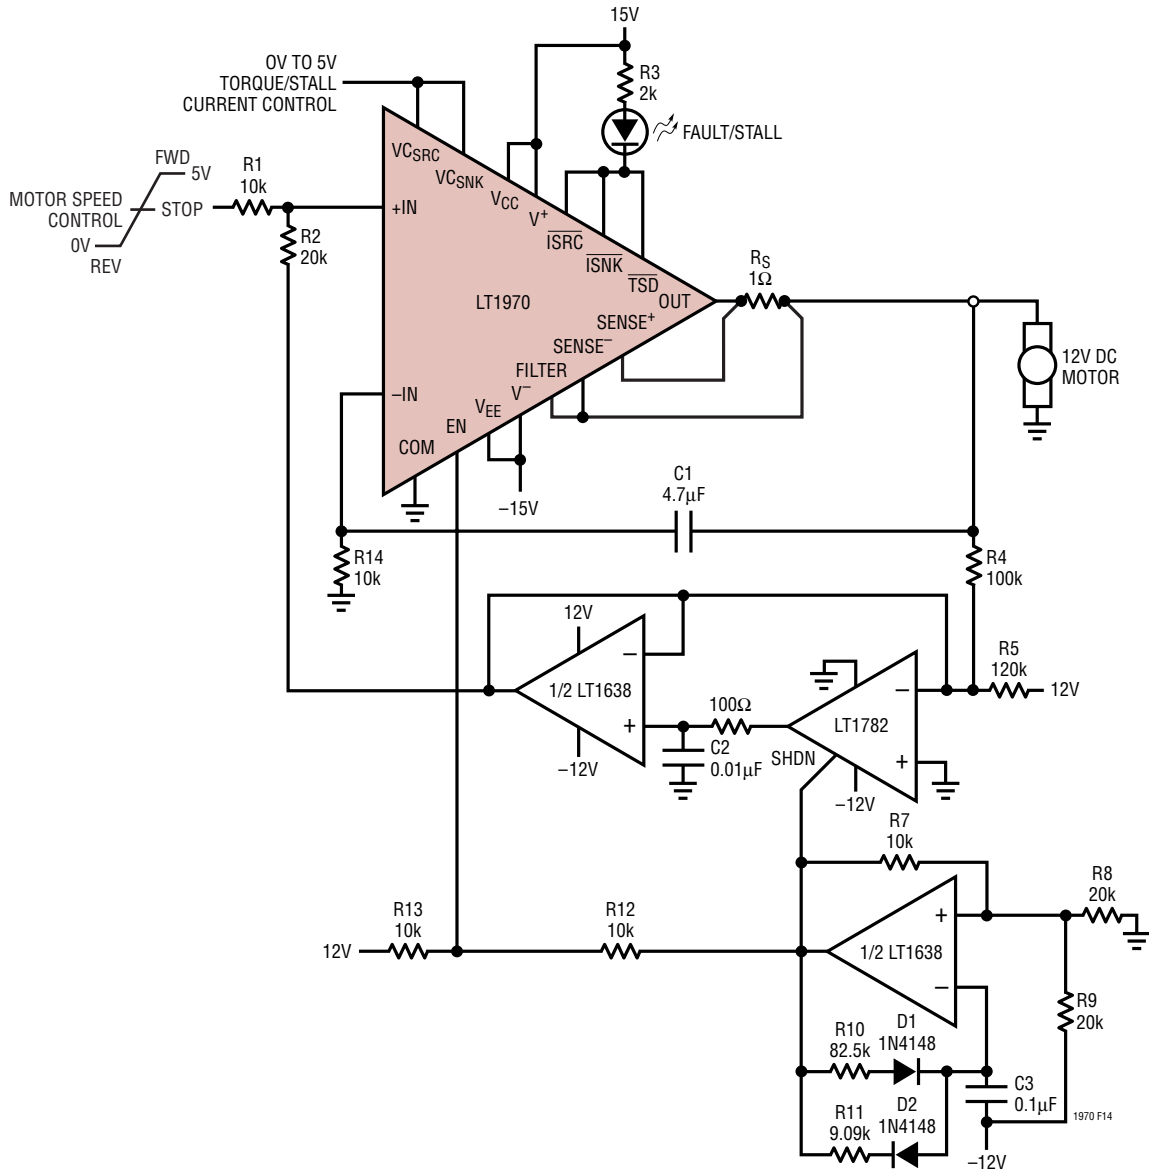 15V
R3
2k
FAULT/STALL
0V TO 5V
TORQUE/STALL
CURRENT CONTROL
FWD
5V
MOTOR SPEED
CONTROL
STOP
0V
REV
R1
10k
R2
20k
VCSRC
VCSNK
VCC
V+
ISRC
ISNK
TSD
OUT
+IN
LT1970
SENSE+
SENSE–
FILTER
V–
VEE
EN
–IN
COM
RS
1Ω
12V DC
MOTOR
–15V
C1
4.7µF
R14
10k
R4
100k
12V
–
1/2 LT1638
+
–12V
100Ω
C2
0.01µF
–
LT1782
+
SHDN
–12V
R5
120k
12V
R7
10k
R8
20k
R13
10k
12V
R12
10k
+
1/2 LT1638
–
R9
20k
R10
82.5k
D1
1N4148
R11
9.09k
D2
1N4148
C3
0.1µF
–12V
1970 F14